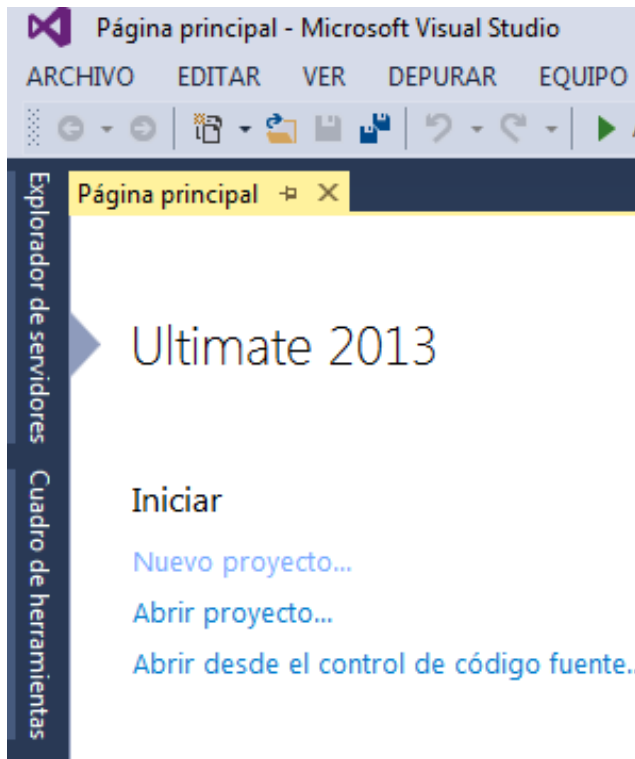 Página principal - Microsoft Visual Studio
ARCHIVO EDITAR VER DEPURAR EQUIPO
Explorador de servidores
Cuadro de herramientas
Página principal
Ultimate 2013
Iniciar
Nuevo proyecto...
Abrir proyecto...
Abrir desde el control de código fuente..